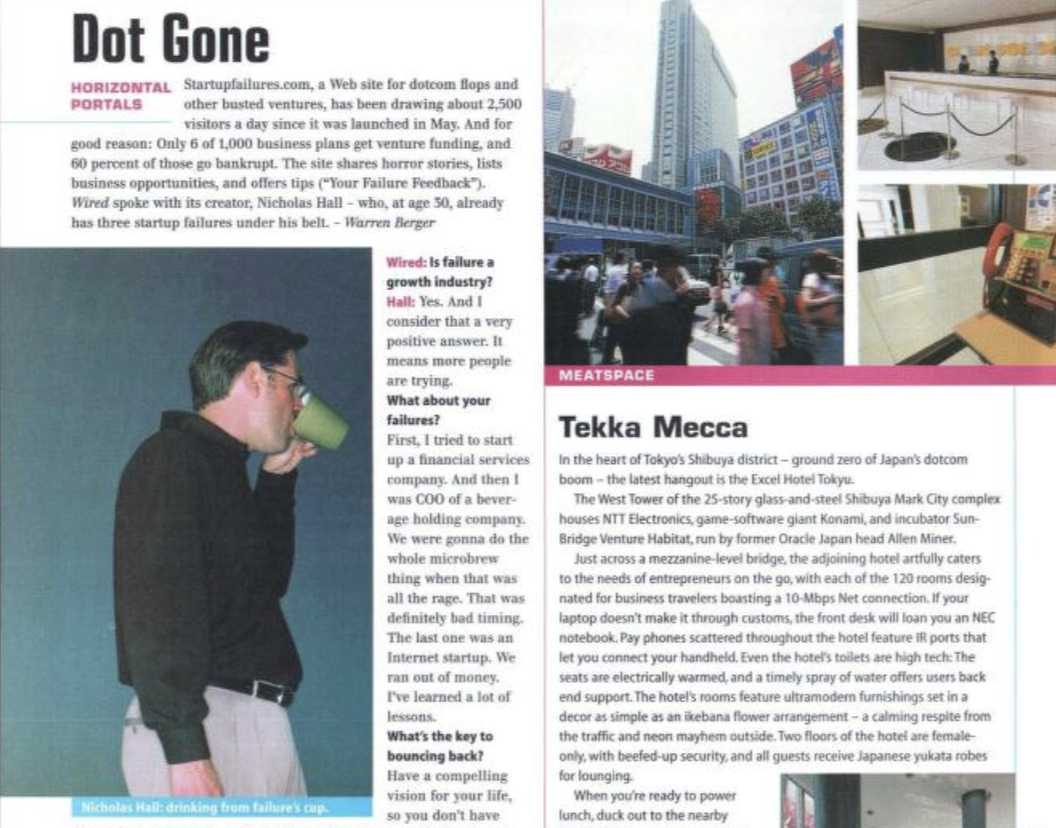 Dot Gone
HORIZONTAL
PORTALS
Startupfailures.com, a Web site for dotcom flops and
other busted ventures, has been drawing about 2,500
visitors a day since it was launched in May. And for
good reason: Only 6 of 1,000 business plans get venture funding, and
60 percent of those go bankrupt. The site shares horror stories, lists
business opportunities, and offers tips (“Your Failure Feedback”).
Wired spoke with its creator, Nicholas Hall – who, at age 30, already
has three startup failures under his belt. – Warren Berger
Wired: Is failure a
growth industry?
Hall: Yes. And I
consider that a very
positive answer. It
means more people
are trying.
What about your
failures?
First, I tried to start
up a financial services
company. And then I
was COO of a bever-
age holding company.
We were gonna do the
whole microbrew
thing when that was
all the rage. That was
definitely bad timing.
The last one was an
Internet startup. We
ran out of money.
I've learned a lot of
lessons.
What's the key to
bouncing back?
Have a compelling
vision for your life,
so you don't have
Nicholas Hall: drinking from failure's cup.
MEATSPACE
Tekka Mecca
In the heart of Tokyo's Shibuya district – ground zero of Japan's dotcom
boom – the latest hangout is the Excel Hotel Tokyu.
The West Tower of the 25-story glass-and-steel Shibuya Mark City complex
houses NTT Electronics, game-software giant Konami, and incubator Sun-
Bridge Venture Habitat, run by former Oracle Japan head Allen Miner.
Just across a mezzanine-level bridge, the adjoining hotel artfully caters
to the needs of entrepreneurs on the go, with each of the 120 rooms desig-
nated for business travelers boasting a 10-Mbps Net connection. If your
laptop doesn't make it through customs, the front desk will loan you an NEC
notebook. Pay phones scattered throughout the hotel feature IR ports that
let you connect your handheld. Even the hotel's toilets are high tech: The
seats are electrically warmed, and a timely spray of water offers users back
end support. The hotel's rooms feature ultramodern furnishings set in a
decor as simple as an ikebana flower arrangement – a calming respite from
the traffic and neon mayhem outside. Two floors of the hotel are female-
only, with beefed-up security, and all guests receive Japanese yukata robes
for lounging.
When you're ready to power
lunch, duck out to the nearby